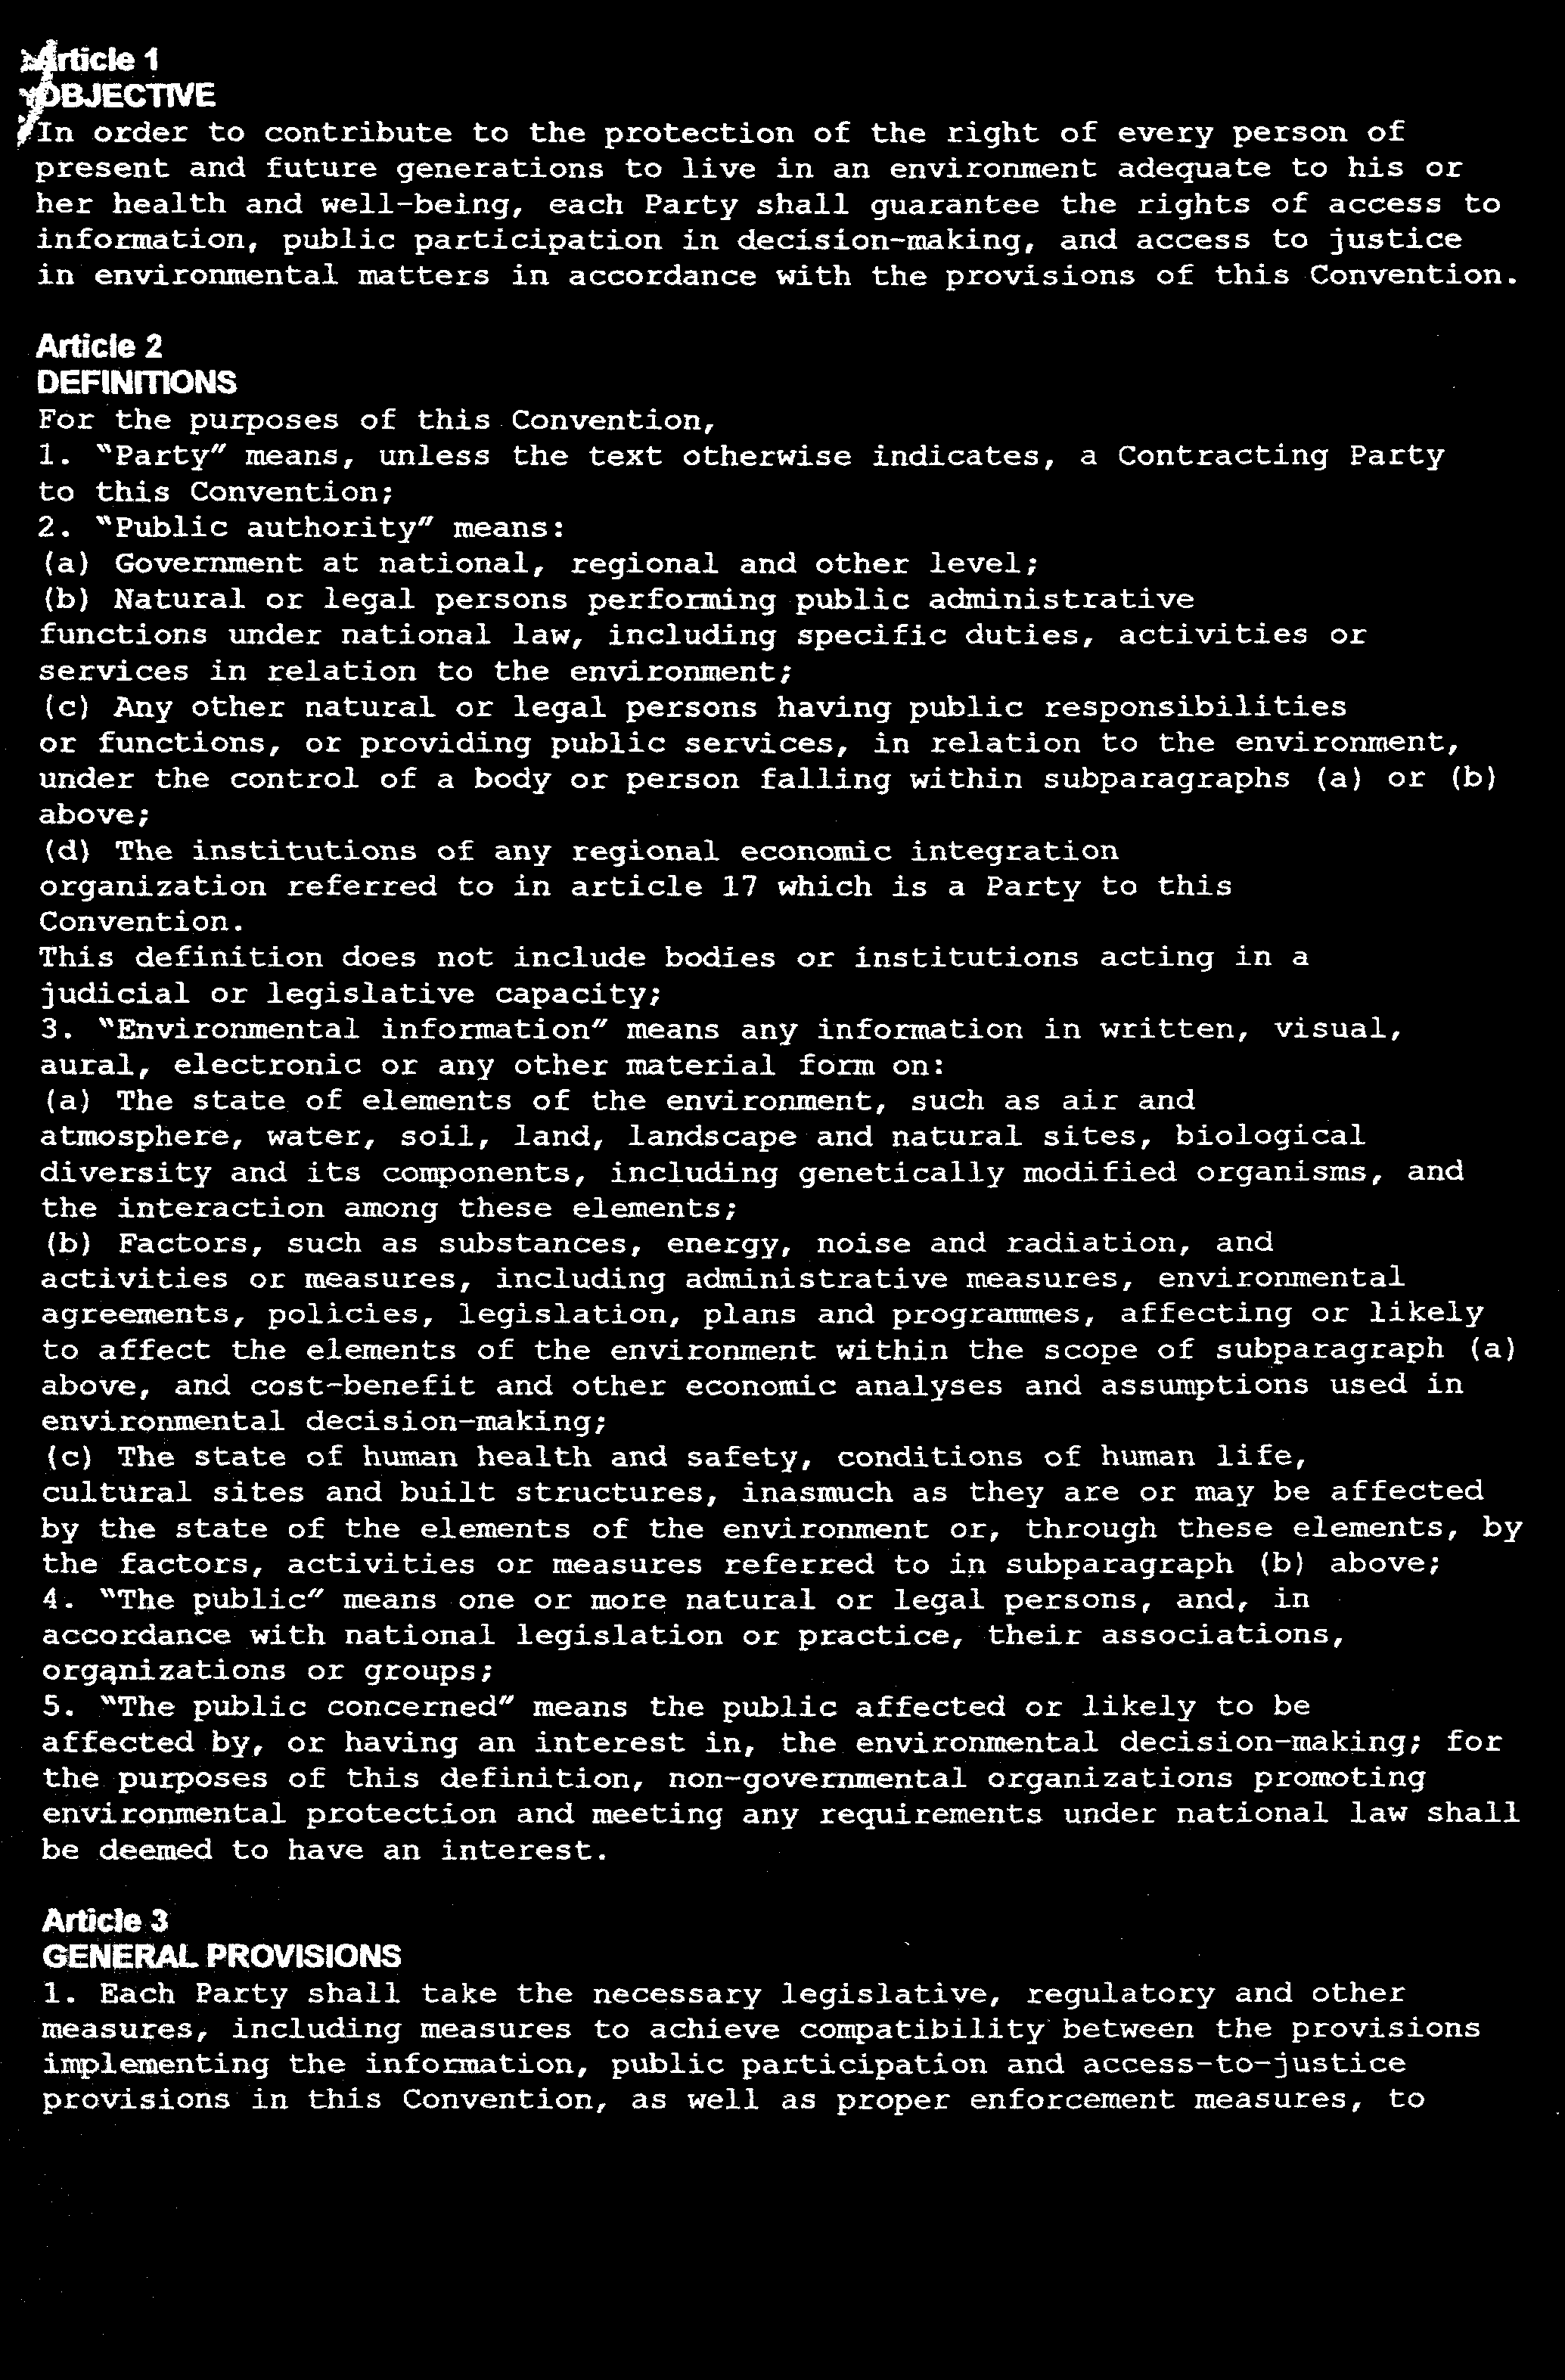 Article 1
OBJECTIVE
In order to contribute to the protection of the right of every person of
present and future generations to live in an environment adequate to his or
her health and well-being, each Party shall guarantee the rights of access to
information, public participation in decision-making, and access to justice
in environmental matters in accordance with the provisions of this Convention.
Article 2
DEFINITIONS
For the purposes of this Convention,
1. "Party" means, unless the text otherwise indicates, a Contracting Party
to this Convention;
2. "Public authority" means:
(a) Government at national, regional and other level;
(b) Natural or legal persons performing public administrative
functions under national law, including specific duties, activities or
services in relation to the environment;
(c) Any other natural or legal persons having public responsibilities
or functions, or providing public services, in relation to the environment,
under the control of a body or person falling within subparagraphs (a) or (b)
above;
(d) The institutions of any regional economic integration
organization referred to in article 17 which is a Party to this
Convention.
This definition does not include bodies or institutions acting in a
judicial or legislative capacity;
3. "Environmental information" means any information in written, visual,
aural, electronic or any other material form on:
(a) The state of elements of the environment, such as air and
atmosphere, water, soil, land, landscape and natural sites, biological
diversity and its components, including genetically modified organisms, and
the interaction among these elements;
(b) Factors, such as substances, energy, noise and radiation, and
activities or measures, including administrative measures, environmental
agreements, policies, legislation, plans and programmes, affecting or likely
to affect the elements of the environment within the scope of subparagraph (a)
above, and cost-benefit and other economic analyses and assumptions used in
environmental decision-making;
(c) The state of human health and safety, conditions of human life,
cultural sites and built structures, inasmuch as they are or may be affected
by the state of the elements of the environment or, through these elements, by
the factors, activities or measures referred to in subparagraph (b) above;
4. "The public" means one or more natural or legal persons, and, in
accordance with national legislation or practice, their associations,
organizations or groups;
5. "The public concerned" means the public affected or likely to be
affected by, or having an interest in, the environmental decision-making; for
the purposes of this definition, non-governmental organizations promoting
environmental protection and meeting any requirements under national law shall
be deemed to have an interest.
Article 3
GENERAL PROVISIONS
1. Each Party shall take the necessary legislative, regulatory and other
measures, including measures to achieve compatibility between the provisions
implementing the information, public participation and access-to-justice
provisions in this Convention, as well as proper enforcement measures, to